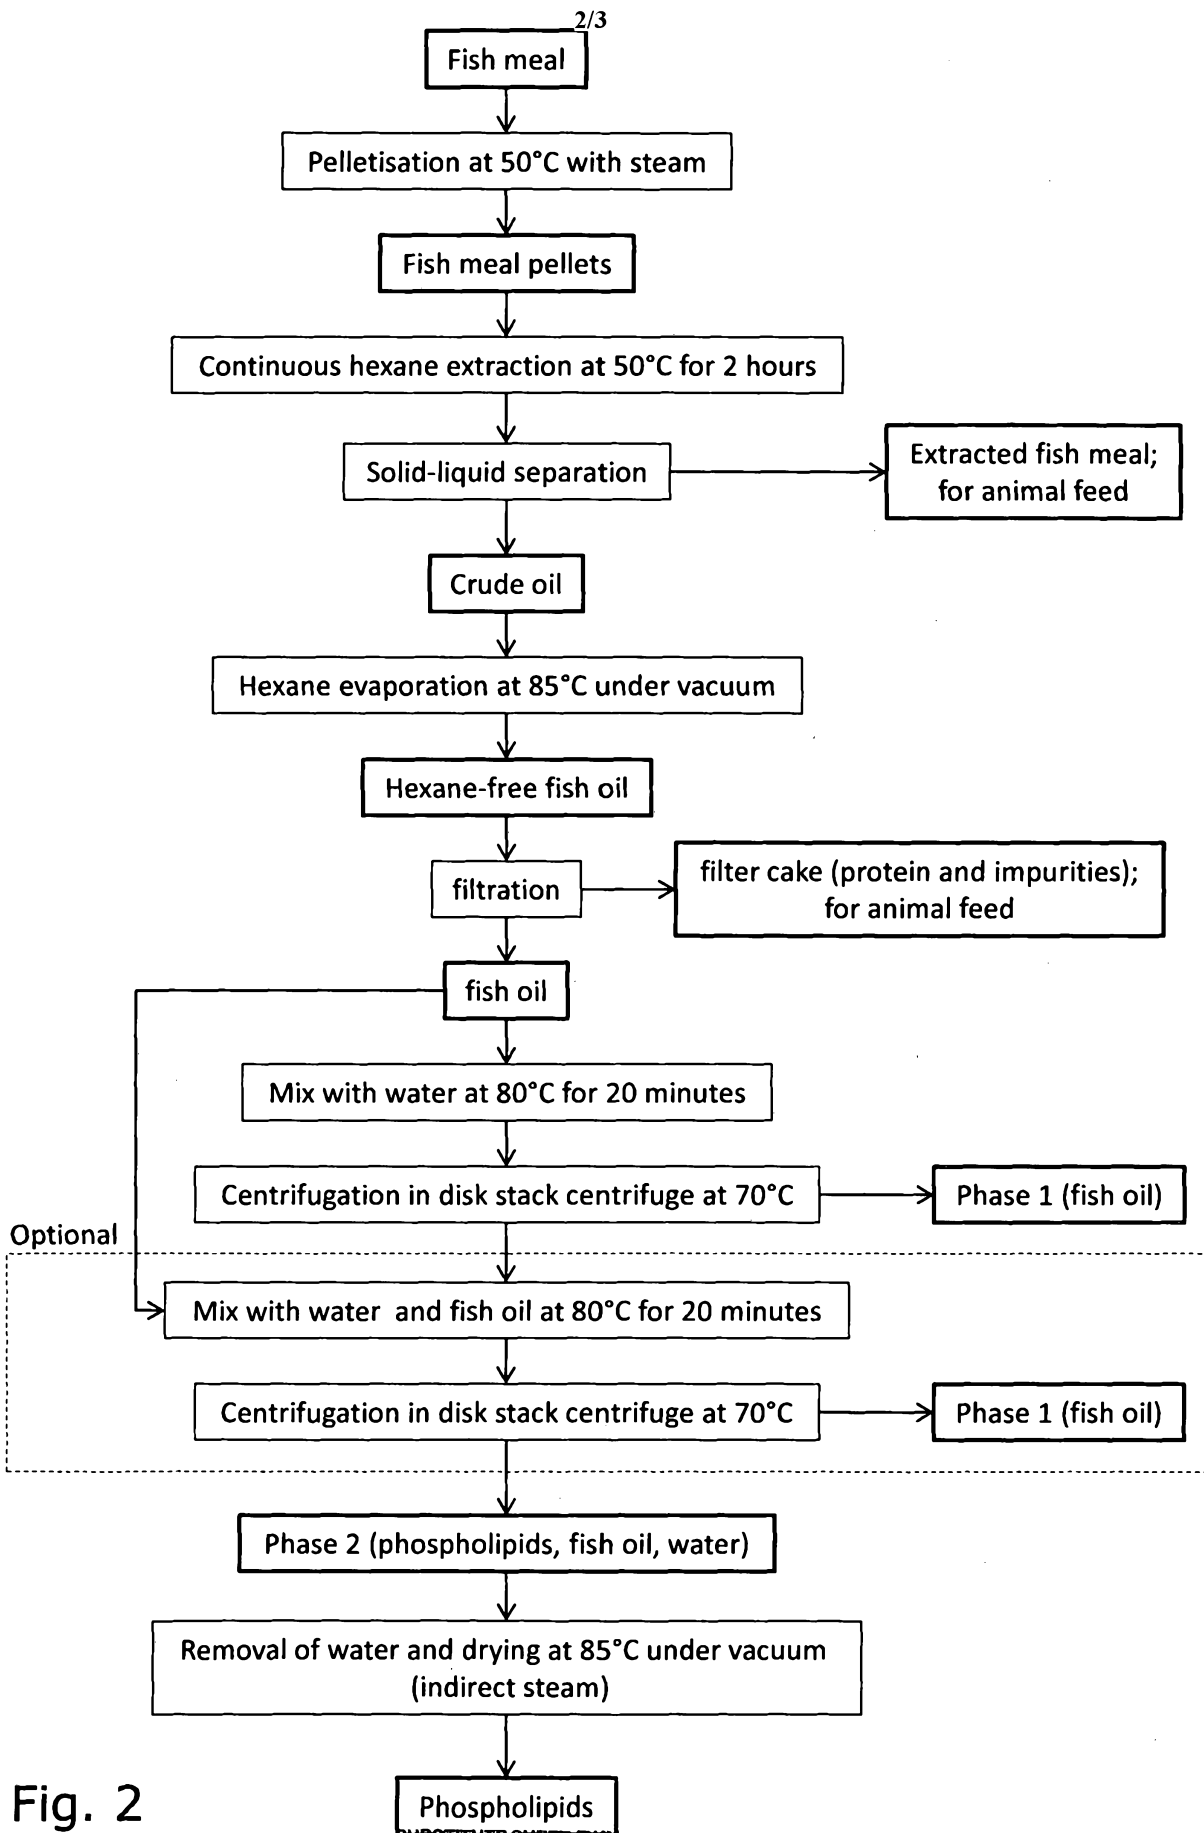 2/3
Fish meal
Pelletisation at 50°C with steam
Fish meal pellets
Continuous hexane extraction at 50°C for 2 hours
Solid-liquid separation
Extracted fish meal;
for animal feed
Crude oil
Hexane evaporation at 85°C under vacuum
Hexane-free fish oil
filtration
filter cake (protein and impurities);
for animal feed
fish oil
Mix with water at 80°C for 20 minutes
Centrifugation in disk stack centrifuge at 70°C
Phase 1 (fish oil)
Optional
Mix with water and fish oil at 80°C for 20 minutes
Centrifugation in disk stack centrifuge at 70°C
Phase 1 (fish oil)
Phase 2 (phospholipids, fish oil, water)
Removal of water and drying at 85°C under vacuum
(indirect steam)
Phospholipids
Fig. 2